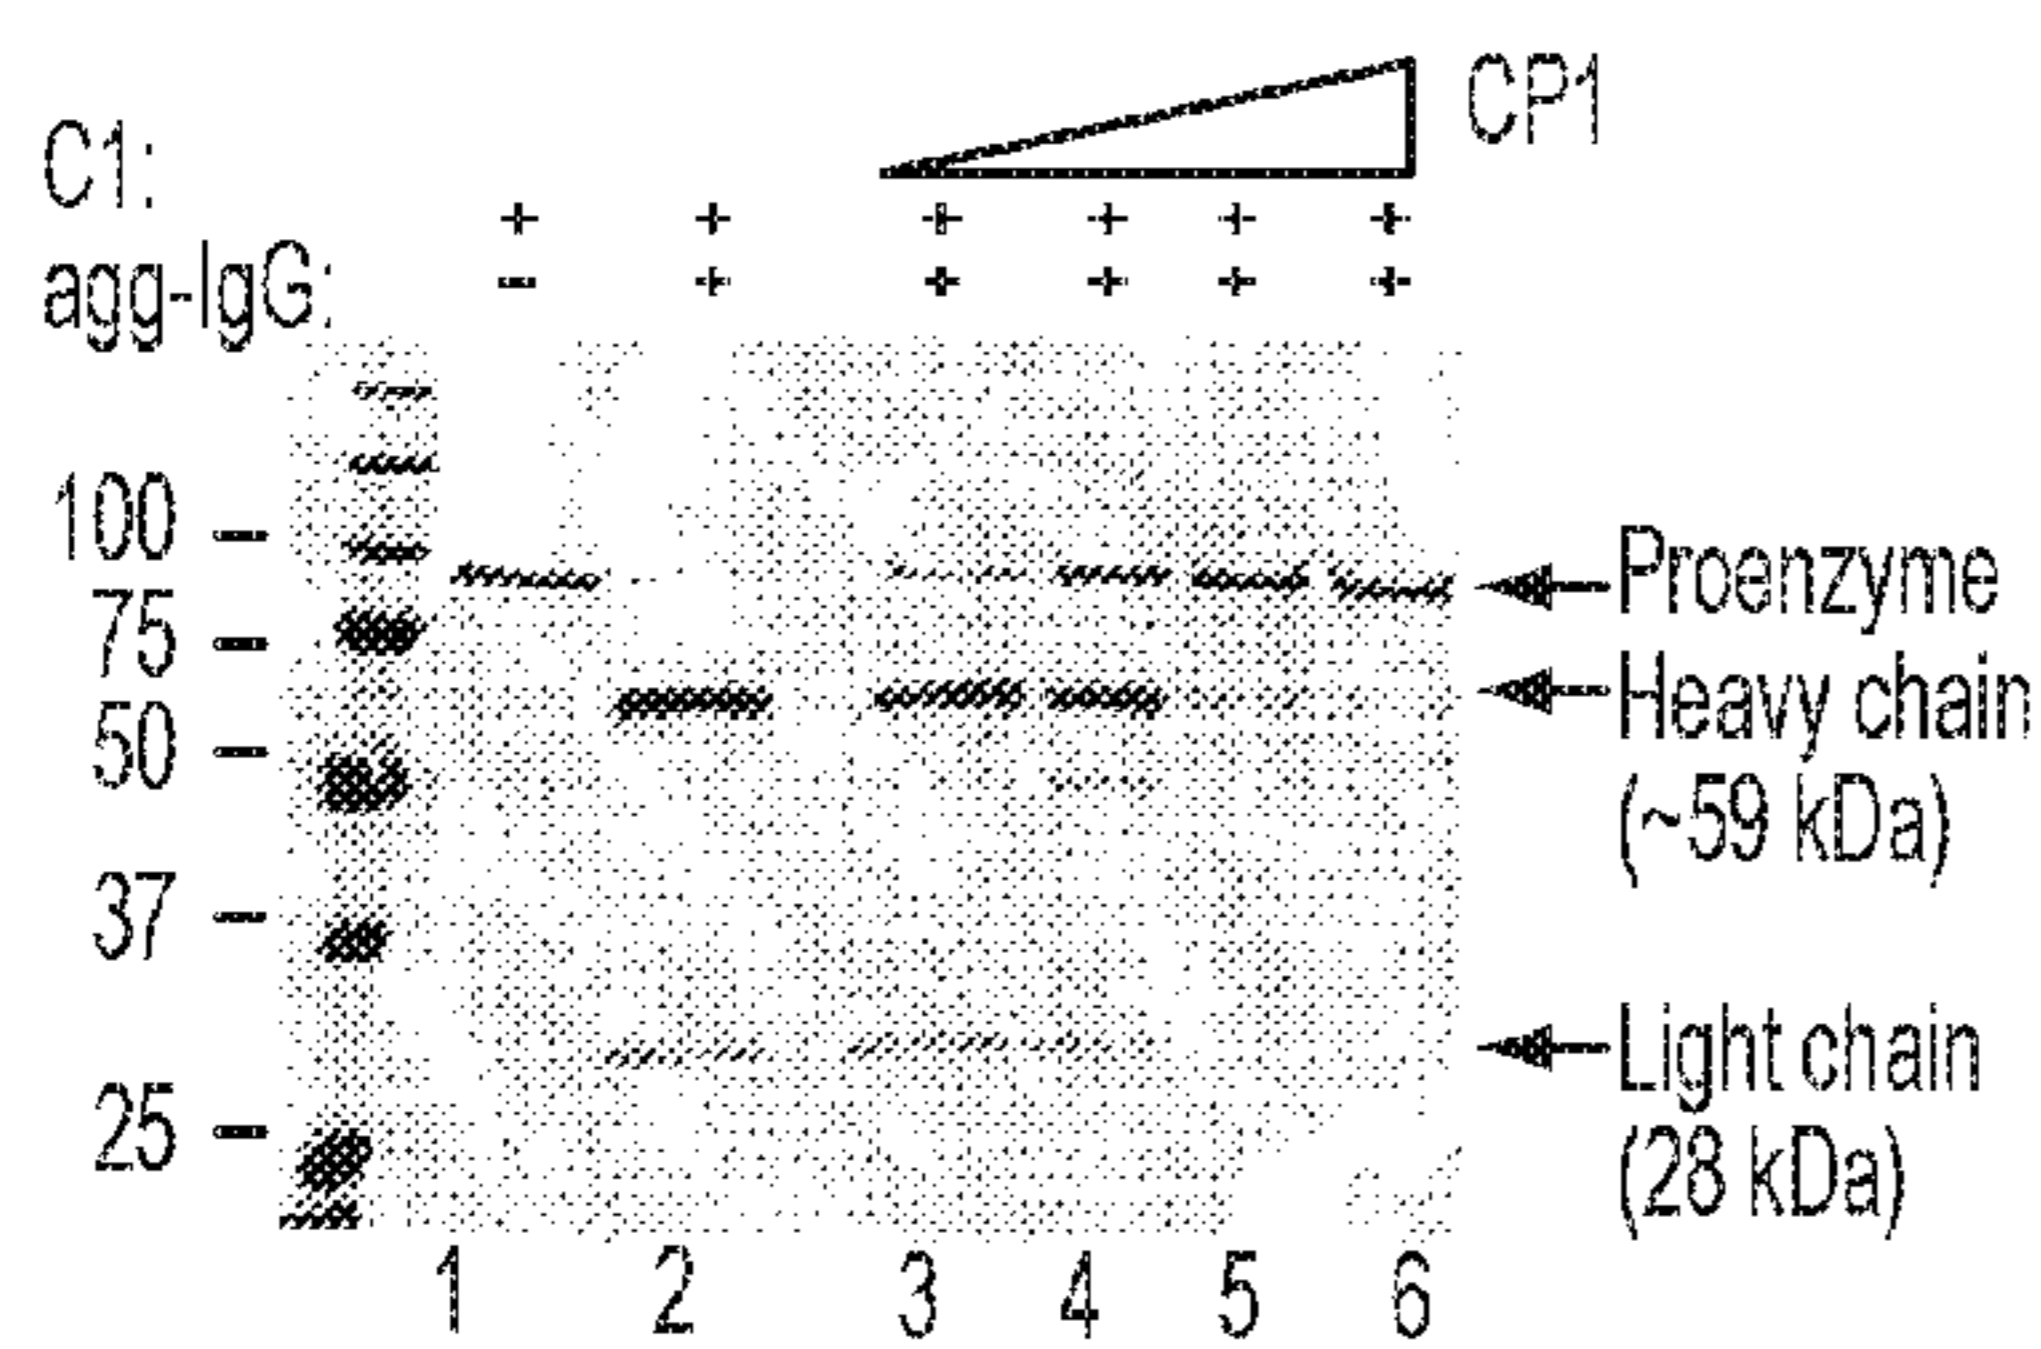 CP1
C1: + + + + + +
agg-IgG: - + + + + +
100
75
50
37
25
Proenzyme
Heavy chain
(~59 kDa)
Light chain
(28 kDa)
1 2 3 4 5 6